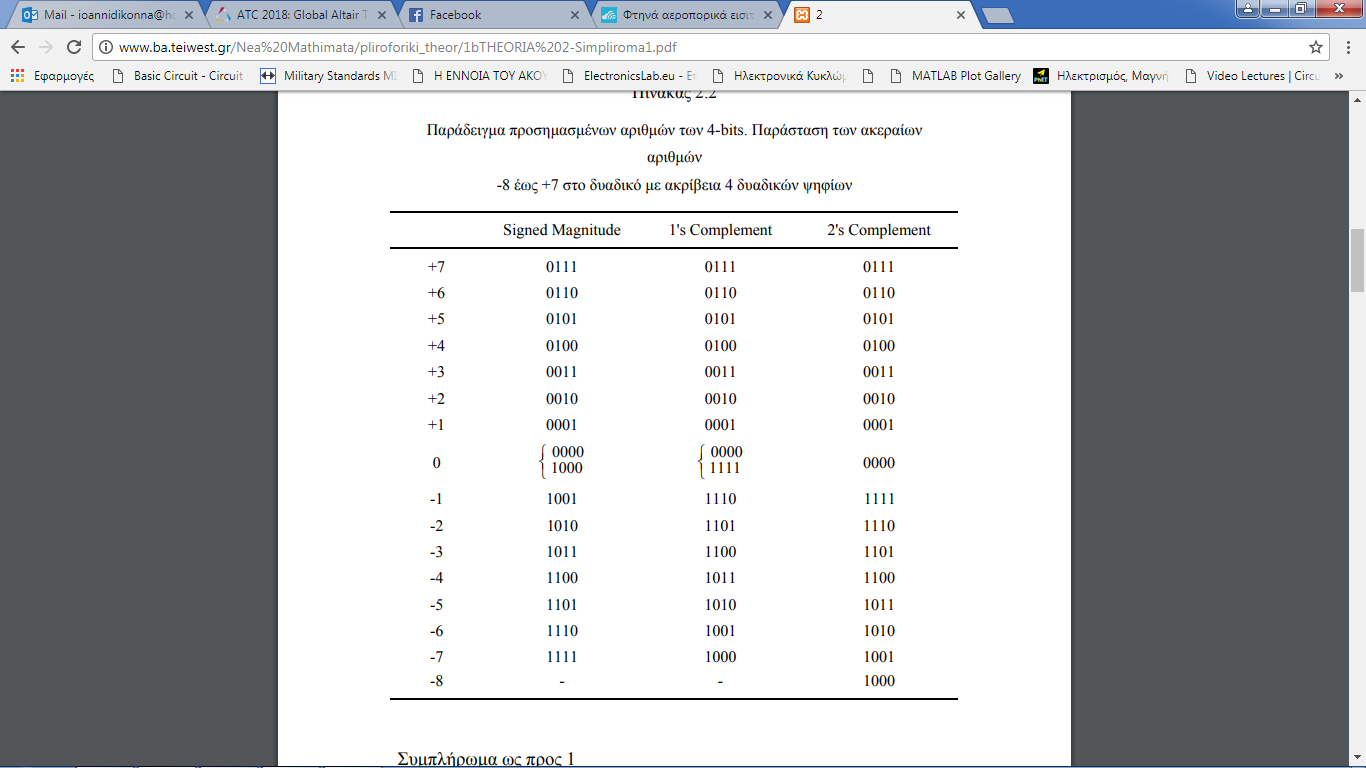 Mail - ioannidikonna@ho
ATC 2018: Global Altair T
Facebook
Φτηνά αεροπορικά εισιτ
2
www.ba.teiwest.gr/Nea%20Mathimata/pliroforiki_theor/1bTHEORIA%202-Simpliroma1.pdf
Εφαρμογές
Basic Circuit - Circuit
Military Standards MI
Η ΕΝΝΟΙΑ ΤΟΥ ΑΚΟΥ
ElectronicsLab.eu - Επ
Ηλεκτρονικά Κυκλώμ
MATLAB Plot Gallery
Ηλεκτρισμός, Μαγνή
Video Lectures | Circu
»
Πίνακας 2.2
Παράδειγμα προσημασμένων αριθμών των 4-bits. Παράσταση των ακεραίων
αριθμών
-8 έως +7 στο δυαδικό με ακρίβεια 4 δυαδικών ψηφίων
Signed Magnitude 1's Complement 2's Complement
+7 0111 0111 0111
+6 0110 0110 0110
+5 0101 0101 0101
+4 0100 0100 0100
+3 0011 0011 0011
+2 0010 0010 0010
+1 0001 0001 0001
0 { 0000 1000 { 0000 1111 0000
-1 1001 1110 1111
-2 1010 1101 1110
-3 1011 1100 1101
-4 1100 1011 1100
-5 1101 1010 1011
-6 1110 1001 1010
-7 1111 1000 1001
-8 - - 1000
Συμπλήρωμα ως προς 1